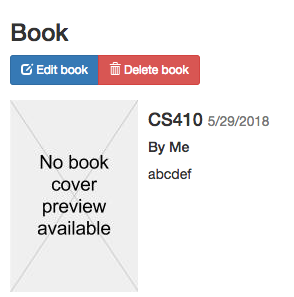 Book
Edit book Delete book
CS410 5/29/2018
By Me
abcdef
No book
cover
preview
available